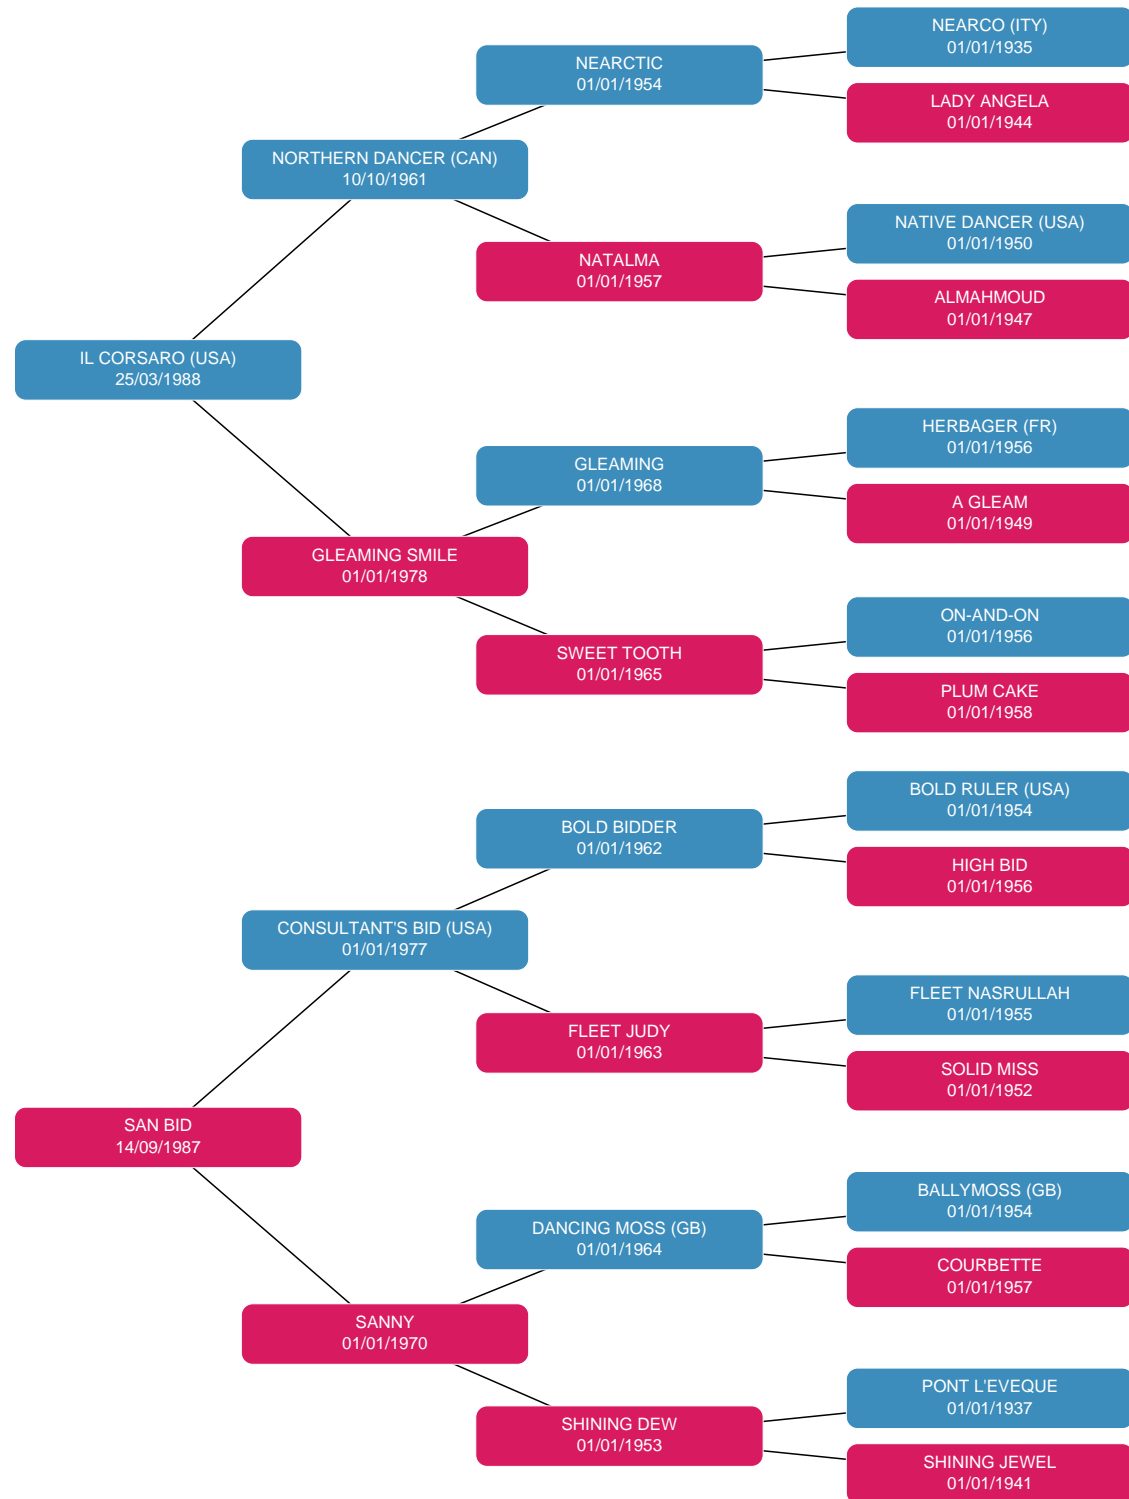 NEARCO (ITY)
01/01/1935
NEARCTIC
01/01/1954
LADY ANGELA
01/01/1944
NORTHERN DANCER (CAN)
10/10/1961
NATIVE DANCER (USA)
01/01/1950
NATALMA
01/01/1957
ALMAHMOUD
01/01/1947
IL CORSARO (USA)
25/03/1988
HERBAGER (FR)
01/01/1956
GLEAMING
01/01/1968
A GLEAM
01/01/1949
GLEAMING SMILE
01/01/1978
ON-AND-ON
01/01/1956
SWEET TOOTH
01/01/1965
PLUM CAKE
01/01/1958
BOLD RULER (USA)
01/01/1954
BOLD BIDDER
01/01/1962
HIGH BID
01/01/1956
CONSULTANT'S BID (USA)
01/01/1977
FLEET NASRULLAH
01/01/1955
FLEET JUDY
01/01/1963
SOLID MISS
01/01/1952
SAN BID
14/09/1987
BALLYMOSS (GB)
01/01/1954
DANCING MOSS (GB)
01/01/1964
COURBETTE
01/01/1957
SANNY
01/01/1970
PONT L'EVEQUE
01/01/1937
SHINING DEW
01/01/1953
SHINING JEWEL
01/01/1941